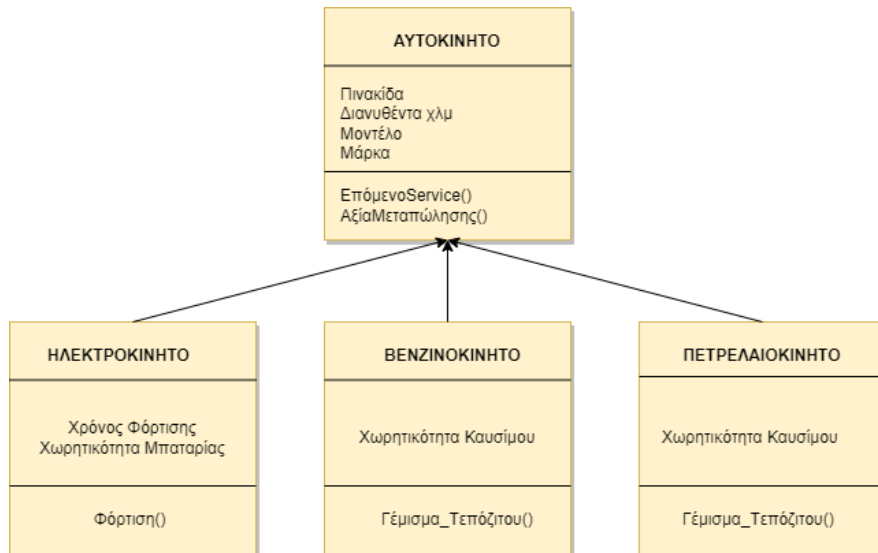 ΑΥΤΟΚΙΝΗΤΟ
Πινακίδα
Διανυθέντα χλμ
Μοντέλο
Μάρκα
ΕπόμενοService()
ΑξίαΜεταπώλησης()
ΗΛΕΚΤΡΟΚΙΝΗΤΟ
Χρόνος Φόρτισης
Χωρητικότητα Μπαταρίας
Φόρτιση()
ΒΕΝΖΙΝΟΚΙΝΗΤΟ
Χωρητικότητα Καυσίμου
Γέμισμα_Τεπόζιτου()
ΠΕΤΡΕΛΑΙΟΚΙΝΗΤΟ
Χωρητικότητα Καυσίμου
Γέμισμα_Τεπόζιτου()